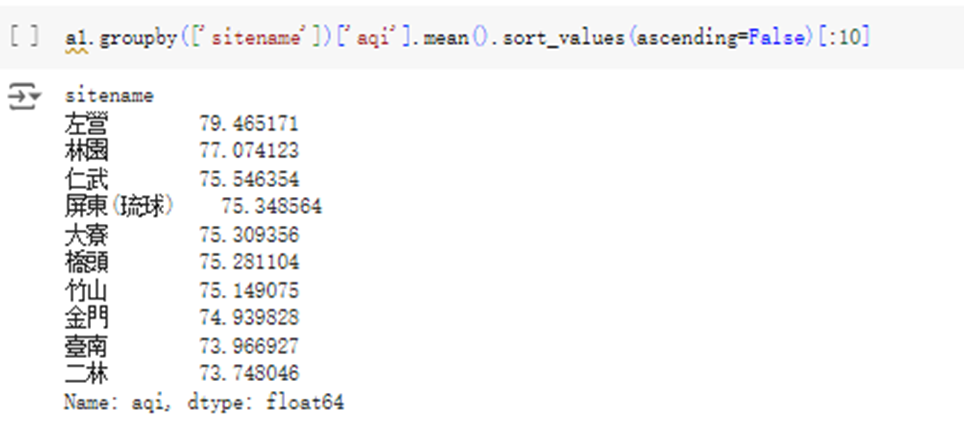 [ ] a1.groupby(['sitename'])['aqi'].mean().sort_values(ascending=False)[:10]
sitename
左營 79.465171
林園 77.074123
仁武 75.546354
屏東(琉球) 75.348564
大寮 75.309356
橋頭 75.281104
竹山 75.149075
金門 74.939828
臺南 73.966927
二林 73.748046
Name: aqi, dtype: float64